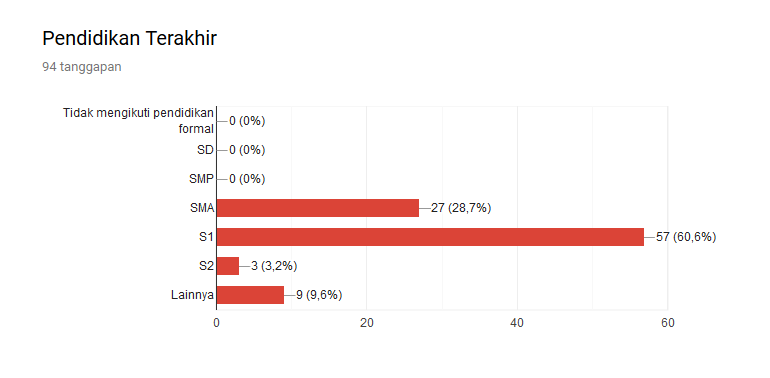 Pendidikan Terakhir
94 tanggapan
Tidak mengikuti pendidikan
formal
0 (0%)
SD
0 (0%)
SMP
0 (0%)
SMA
27 (28,7%)
S1
57 (60,6%)
S2
3 (3,2%)
Lainnya
9 (9,6%)
0
20
40
60